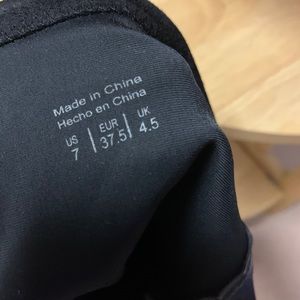 Made in China
Hecho en China
US | EUR | UK
7 | 37.5 | 4.5